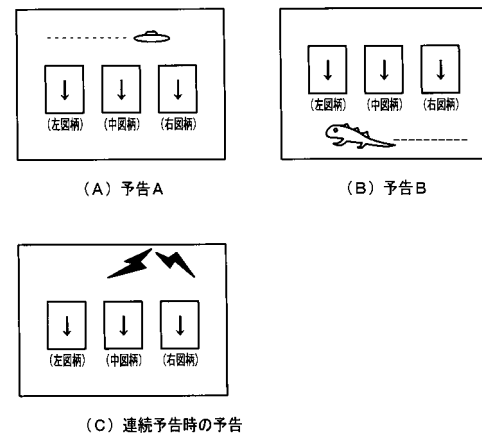 ↓ ↓ ↓
(左図柄) (中図柄) (右図柄)
(A) 予告A
↓ ↓ ↓
(左図柄) (中図柄) (右図柄)
(B) 予告B
↓ ↓ ↓
(左図柄) (中図柄) (右図柄)
(C) 連続予告時の予告